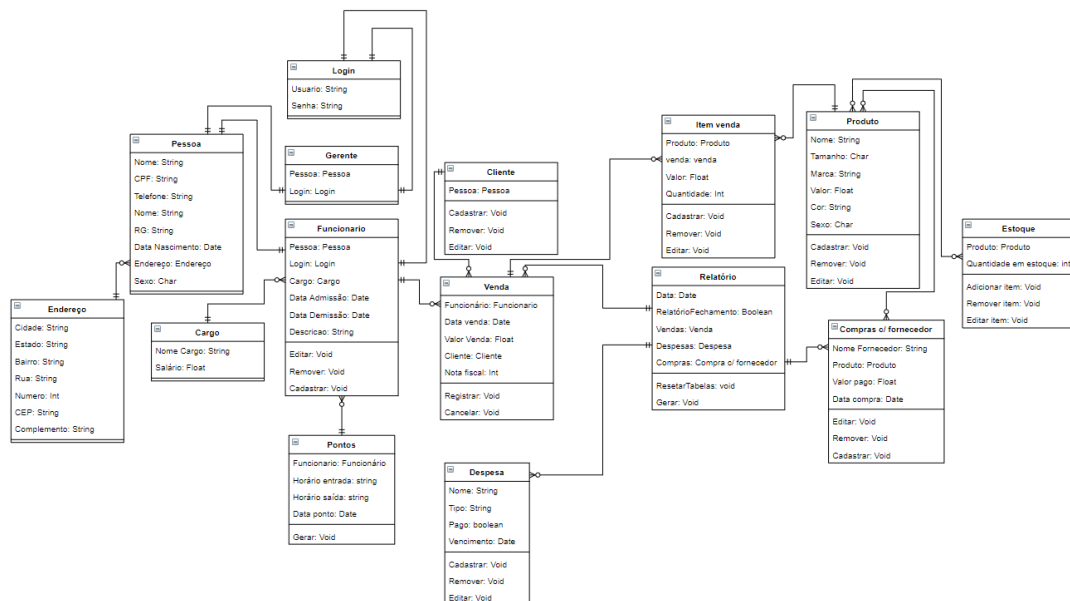 Login
Usuario: String
Senha: String
Pessoa
Nome: String
CPF: String
Telefone: String
Nome: String
RG: String
Data Nascimento: Date
Endereço: Endereço
Sexo: Char
Gerente
Pessoa: Pessoa
Login: Login
Cliente
Pessoa: Pessoa
Cadastrar: Void
Remover: Void
Editar: Void
Item venda
Produto: Produto
venda: venda
Valor: Float
Quantidade: Int
Cadastrar: Void
Remover: Void
Editar: Void
Produto
Nome: String
Tamanho: Char
Marca: String
Valor: Float
Cor: String
Sexo: Char
Cadastrar: Void
Remover: Void
Editar: Void
Estoque
Produto: Produto
Quantidade em estoque: int
Adicionar item: Void
Remover item: Void
Editar item: Void
Funcionario
Pessoa: Pessoa
Login: Login
Cargo: Cargo
Data Admissão: Date
Data Demissão: Date
Descricao: String
Editar: Void
Remover: Void
Cadastrar: Void
Endereço
Cidade: String
Estado: String
Bairro: String
Rua: String
Numero: Int
CEP: String
Complemento: String
Cargo
Nome Cargo: String
Salário: Float
Venda
Funcionário: Funcionario
Data venda: Date
Valor Venda: Float
Cliente: Cliente
Nota fiscal: Int
Registrar: Void
Cancelar: Void
Relatório
Data: Date
RelatórioFechamento: Boolean
Vendas: Venda
Despesas: Despesa
Compras: Compra c/ fornecedor
ResetarTabelas: void
Gerar: Void
Compras c/ fornecedor
Nome Fornecedor: String
Produto: Produto
Valor pago: Float
Data compra: Date
Editar: Void
Remover: Void
Cadastrar: Void
Pontos
Funcionario: Funcionário
Horário entrada: string
Horário saída: string
Data ponto: Date
Gerar: Void
Despesa
Nome: String
Tipo: String
Pago: boolean
Vencimento: Date
Cadastrar: Void
Remover: Void
Editar: Void